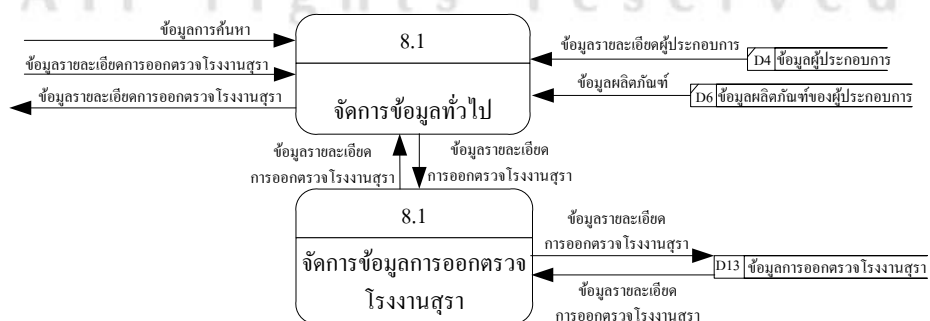 All rights reserved
ข้อมูลการค้นหา
ข้อมูลรายละเอียดการออกตรวจโรงงานสุรา
ข้อมูลรายละเอียดการออกตรวจโรงงานสุรา
8.1
จัดการข้อมูลทั่วไป
ข้อมูลรายละเอียดผู้ประกอบการ
D4 ข้อมูลผู้ประกอบการ
ข้อมูลผลิตภัณฑ์
D6 ข้อมูลผลิตภัณฑ์ของผู้ประกอบการ
ข้อมูลรายละเอียด
การออกตรวจโรงงานสุรา
ข้อมูลรายละเอียด
การออกตรวจโรงงานสุรา
8.1
จัดการข้อมูลการออกตรวจ
โรงงานสุรา
ข้อมูลรายละเอียด
การออกตรวจโรงงานสุรา
D13 ข้อมูลการออกตรวจโรงงานสุรา
ข้อมูลรายละเอียด
การออกตรวจโรงงานสุรา